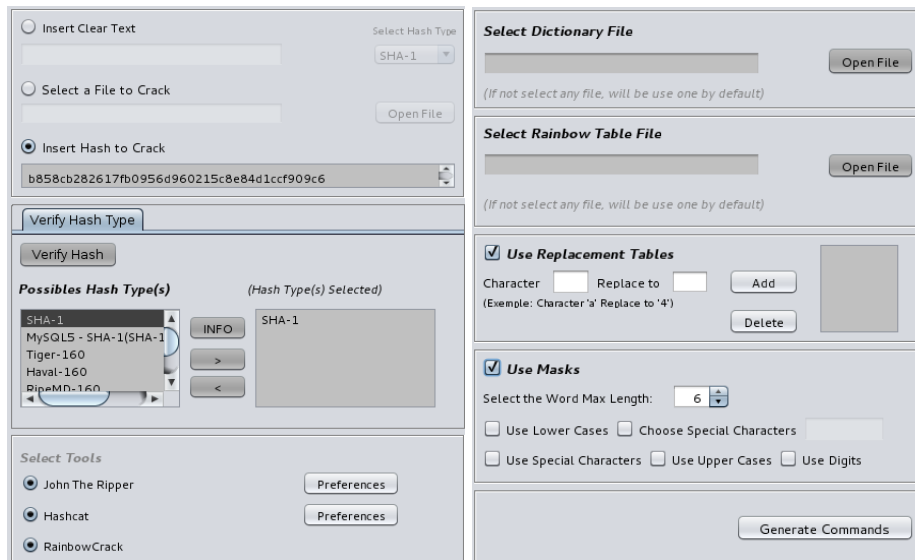 Insert Clear Text
Select Hash Type
SHA-1
Select a File to Crack
Open File
Insert Hash to Crack
b858cb282617fb0956d960215c8e84d1ccf909c6
Verify Hash Type
Verify Hash
Possibles Hash Type(s)
(Hash Type(s) Selected)
SHA-1
MySQL5 - SHA-1(SHA-1
Tiger-160
Haval-160
RipeMD-160
INFO
>
<
SHA-1
Select Tools
John The Ripper
Preferences
Hashcat
Preferences
RainbowCrack
Select Dictionary File
Open File
(If not select any file, will be use one by default)
Select Rainbow Table File
Open File
(If not select any file, will be use one by default)
Use Replacement Tables
Character Replace to
Add
(Exemple: Character 'a' Replace to '4')
Delete
Use Masks
Select the Word Max Length: 6
Use Lower Cases Choose Special Characters
Use Special Characters Use Upper Cases Use Digits
Generate Commands